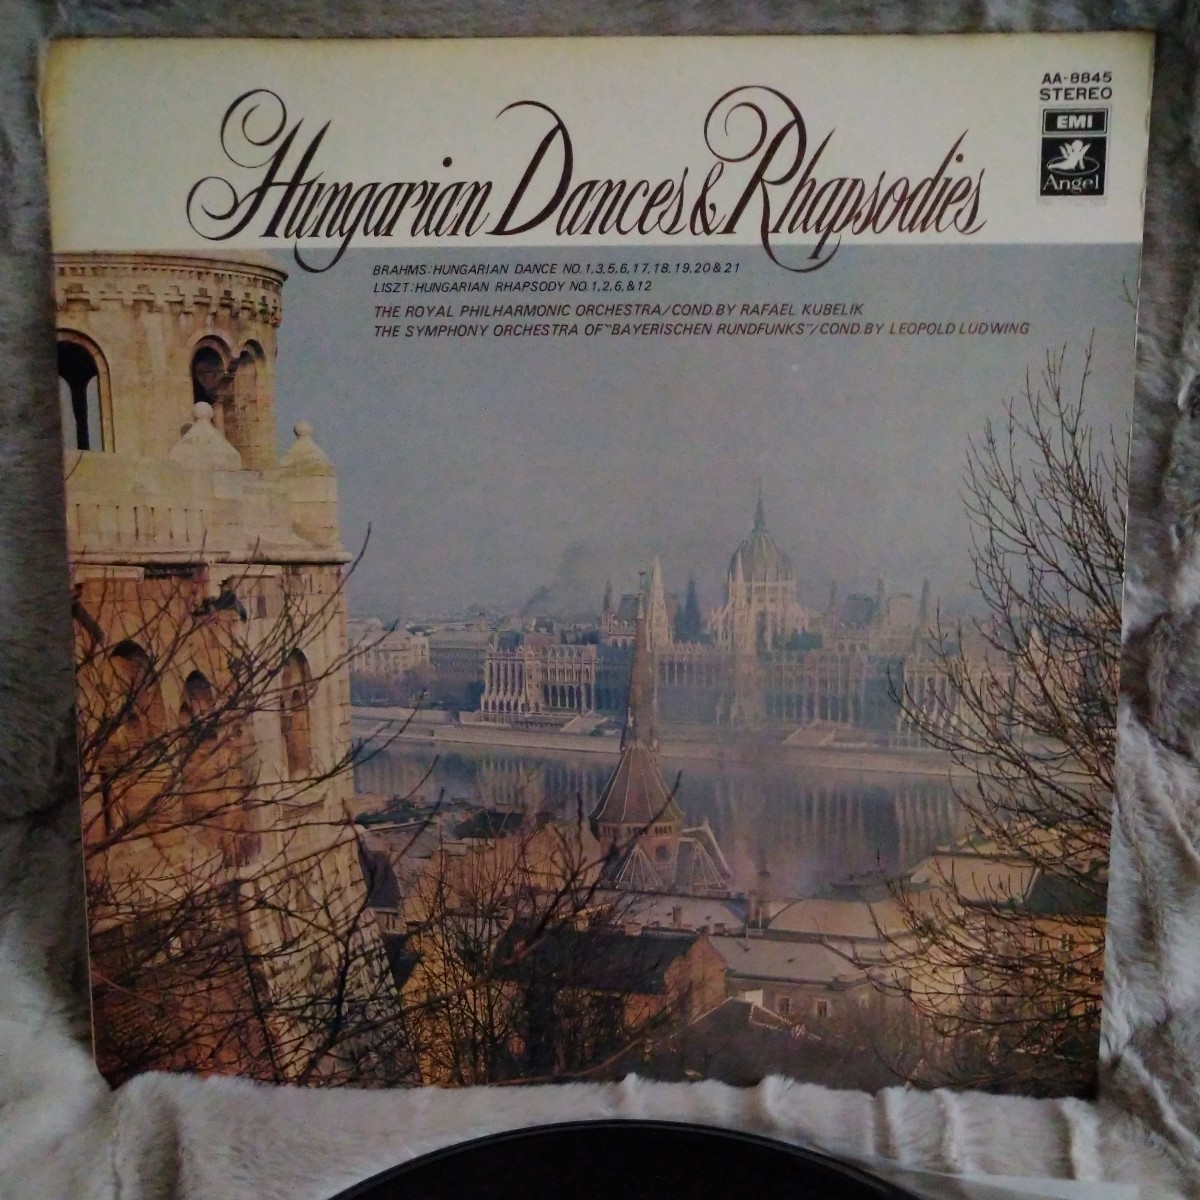 AA-8845
STEREO
EMI
Angel
Hungarian Dances & Rhapsodies
BRAHMS:HUNGARIAN DANCE NO.1,3,5,6,17,18,19,20&21
LISZT:HUNGARIAN RHAPSODY NO.1,2,6,&12
THE ROYAL PHILHARMONIC ORCHESTRA/COND.BY RAFAEL KUBELIK
THE SYMPHONY ORCHESTRA OF "BAYERISCHEN RUNDFUNKS"/COND.BY LEOPOLD LUDWING